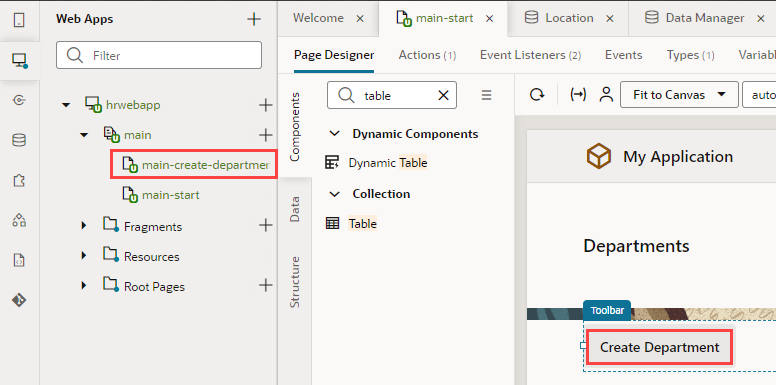 Web Apps
Welcome
main-start
Location
Data Manager
Filter
Page Designer
Actions (1)
Event Listeners (2)
Events
Types (1)
Variab
Components
Data
Structure
table
Fit to Canvas
auto
hrwebapp
main
main-create-departmer
main-start
Fragments
Resources
Root Pages
Dynamic Components
Dynamic Table
Collection
Table
My Application
Departments
Toolbar
Create Department